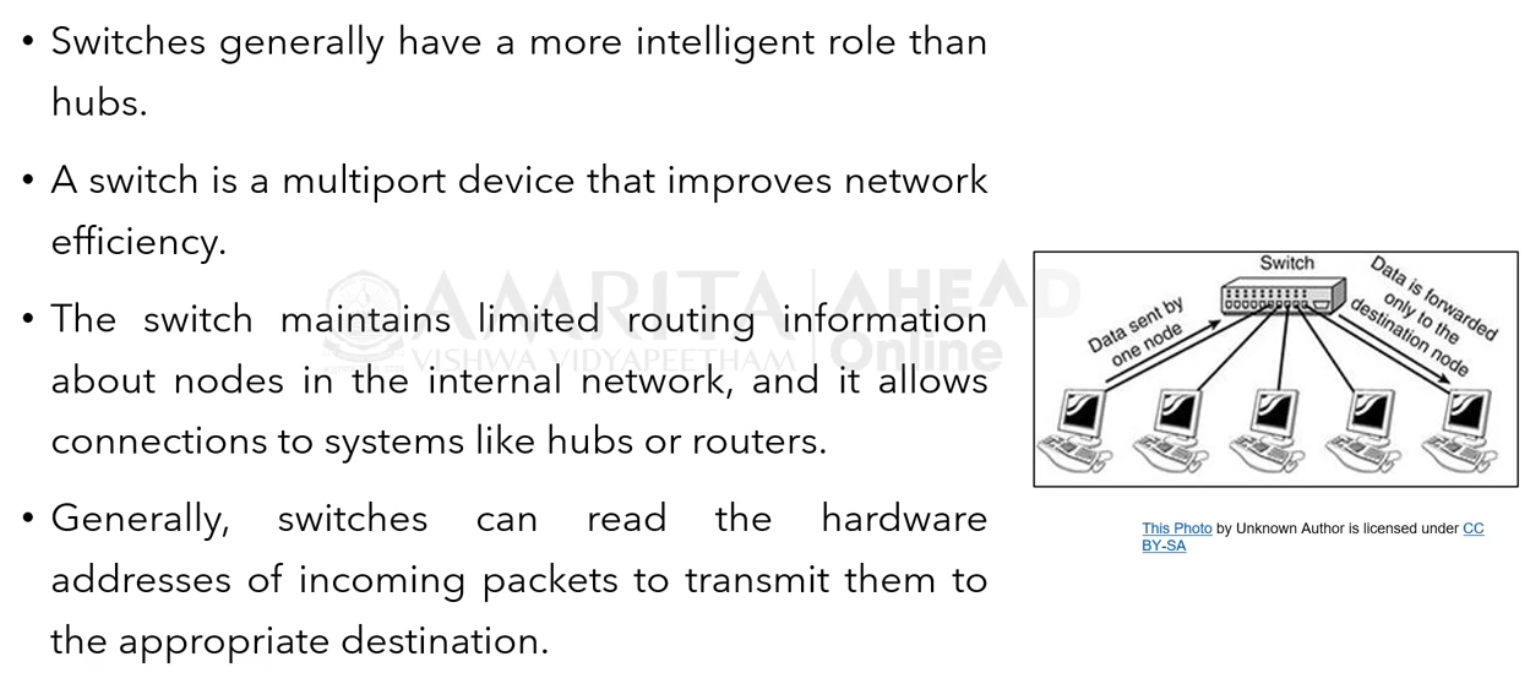 • Switches generally have a more intelligent role than
hubs.
• A switch is a multiport device that improves network
efficiency.
• The switch maintains limited routing information
about nodes in the internal network, and it allows
connections to systems like hubs or routers.
• Generally, switches can read the hardware
addresses of incoming packets to transmit them to
the appropriate destination.
AMRITA AHEAD
VISHWA VIDYAPEETHAM Online
Switch
Data sent by
one node
Data is forwarded
only to the
destination node
This Photo by Unknown Author is licensed under CC
BY-SA